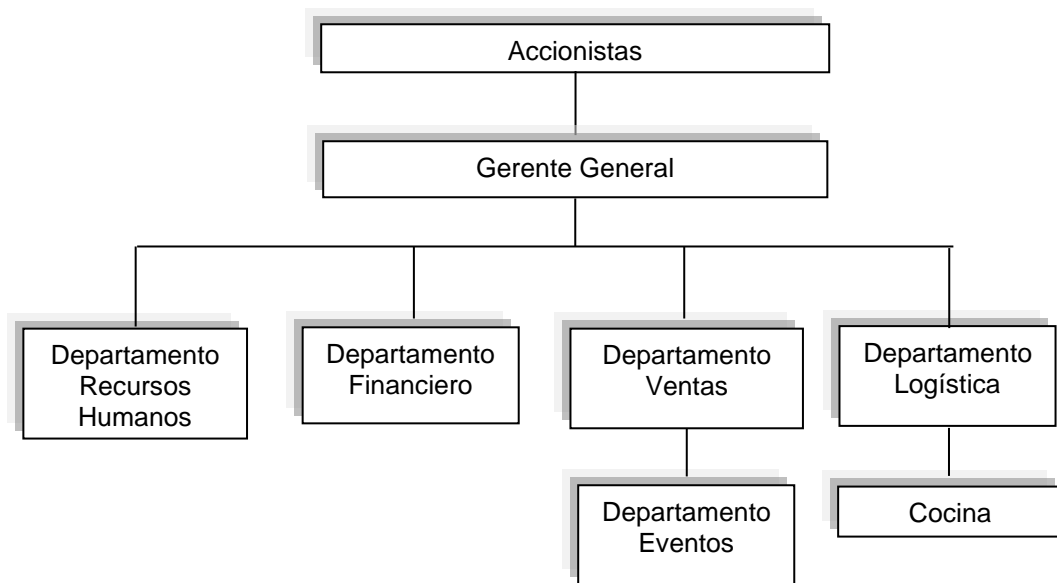 Accionistas
Gerente General
Departamento
Recursos
Humanos
Departamento
Financiero
Departamento
Ventas
Departamento
Logística
Departamento
Eventos
Cocina